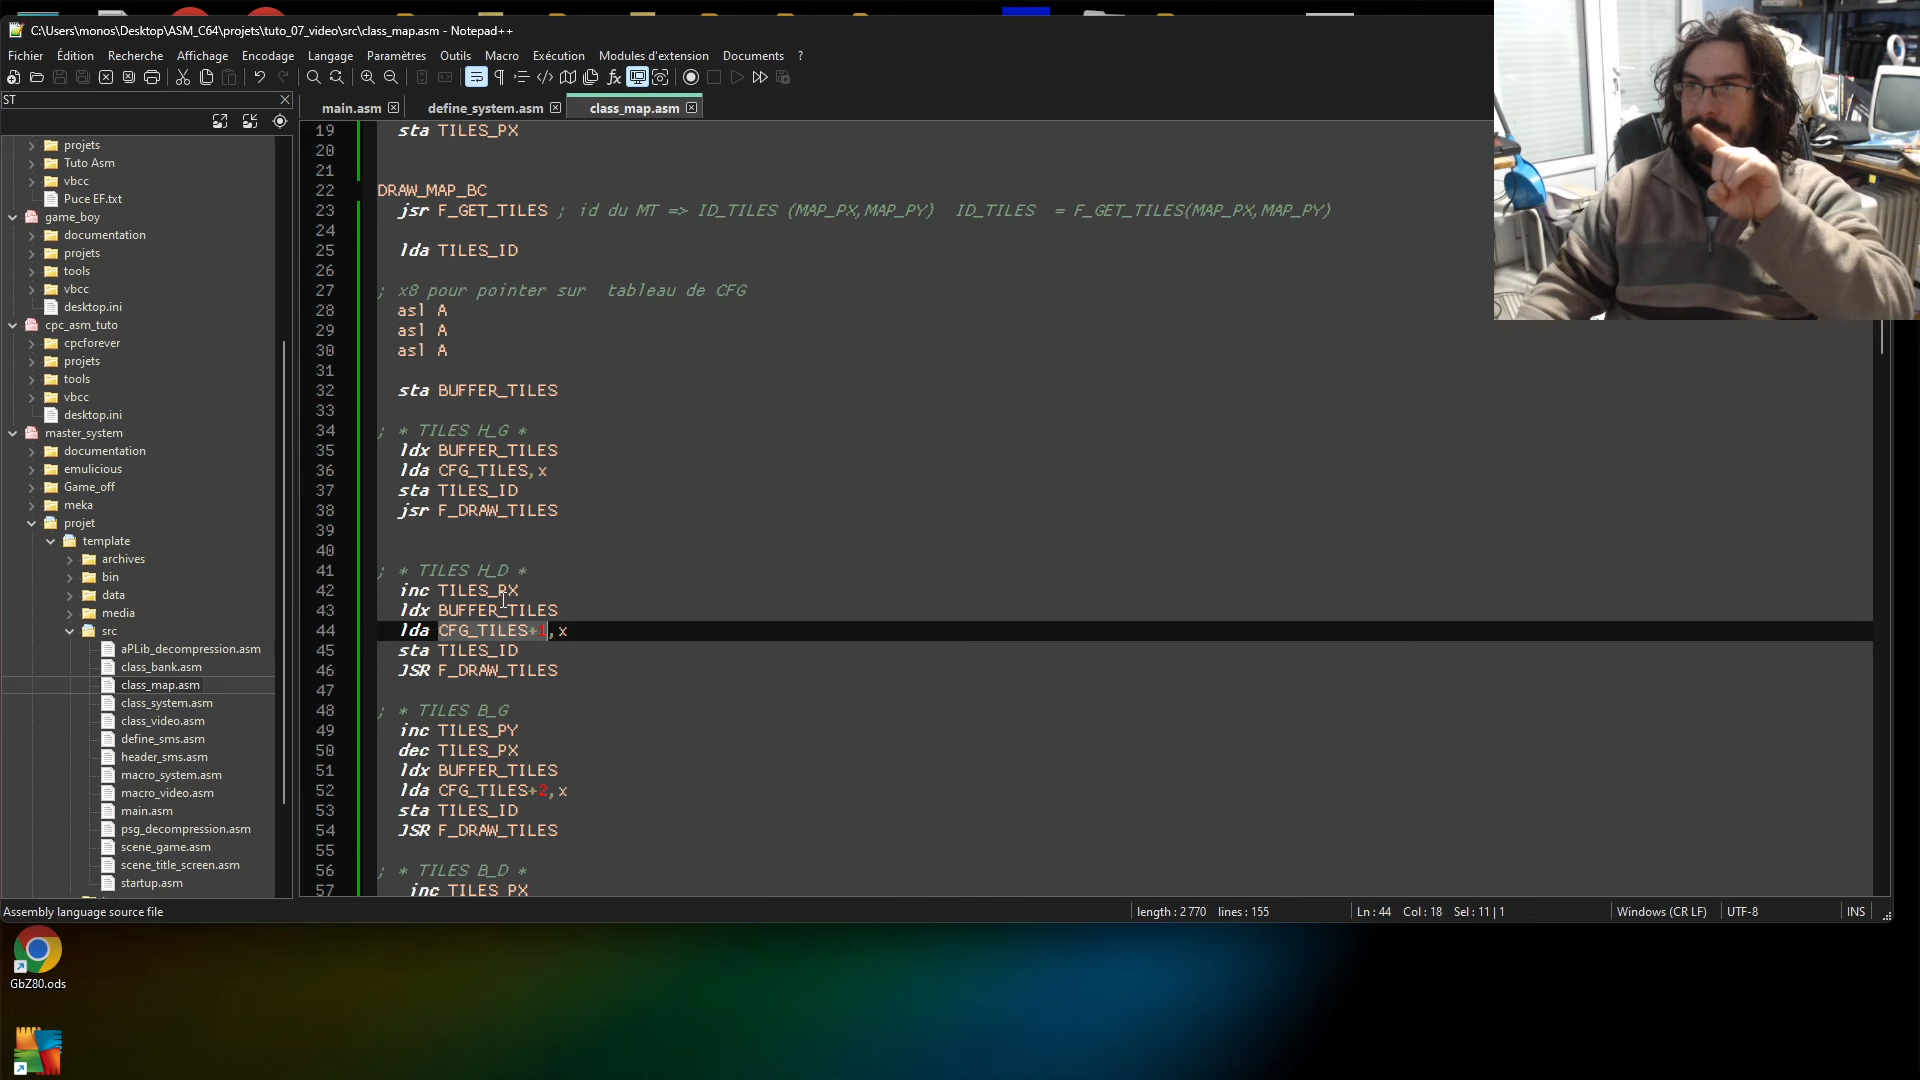 C:\Users\monos\Desktop\ASM_C64\projets\tuto_07_video\src\class_map.asm - Notepad++
Fichier Édition Recherche Affichage Encodage Langage Paramètres Outils Macro Exécution Modules d'extension Documents ?
ST
main.asm define_system.asm class_map.asm
projets
Tuto Asm
vbcc
Puce EF.txt
game_boy
documentation
projets
tools
vbcc
desktop.ini
cpc_asm_tuto
cpcforever
projets
tools
vbcc
desktop.ini
master_system
documentation
emulicious
Game_off
meka
projet
template
archives
bin
data
media
src
aPLib_decompression.asm
class_bank.asm
class_map.asm
class_system.asm
class_video.asm
define_sms.asm
header_sms.asm
macro_system.asm
macro_video.asm
main.asm
psg_decompression.asm
scene_game.asm
scene_title_screen.asm
startup.asm
19 sta TILES_PX
20
21
22 DRAW_MAP_BC
23 jsr F_GET_TILES ; id du MT => ID_TILES (MAP_PX,MAP_PY) ID_TILES = F_GET_TILES(MAP_PX,MAP_PY)
24
25 lda TILES_ID
26
27 ; x8 pour pointer sur tableau de CFG
28 asl A
29 asl A
30 asl A
31
32 sta BUFFER_TILES
33
34 ; * TILES H_G *
35 ldx BUFFER_TILES
36 lda CFG_TILES,x
37 sta TILES_ID
38 jsr F_DRAW_TILES
39
40
41 ; * TILES H_D *
42 inc TILES_PX
43 ldx BUFFER_TILES
44 lda CFG_TILES+1,x
45 sta TILES_ID
46 JSR F_DRAW_TILES
47
48 ; * TILES B_G
49 inc TILES_PY
50 dec TILES_PX
51 ldx BUFFER_TILES
52 lda CFG_TILES+2,x
53 sta TILES_ID
54 JSR F_DRAW_TILES
55
56 ; * TILES B_D *
57 inc TILES_PX
Assembly language source file length : 2 770 lines : 155 Ln : 44 Col : 18 Sel : 11 | 1 Windows (CR LF) UTF-8 INS
GbZ80.ods